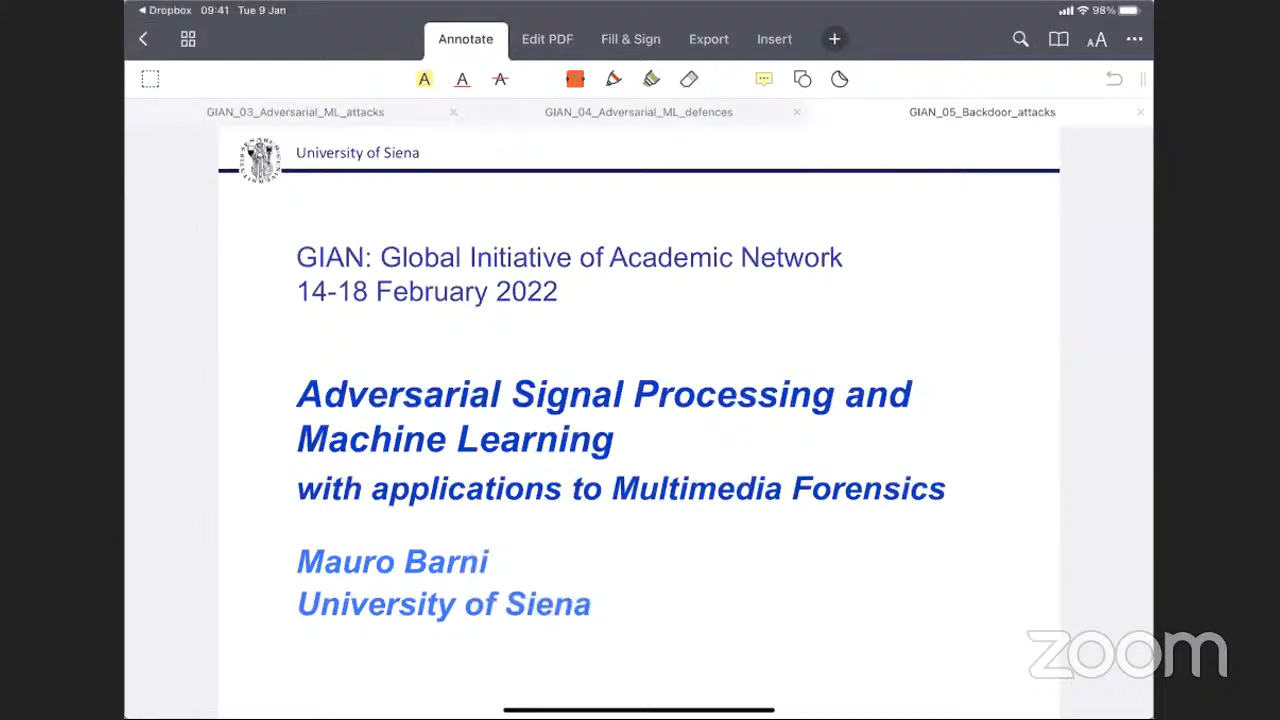 Dropbox 09:41 Tue 9 Jan 98%
Annotate Edit PDF Fill & Sign Export Insert
GIAN_03_Adversarial_ML_attacks GIAN_04_Adversarial_ML_defences GIAN_05_Backdoor_attacks
University of Siena
GIAN: Global Initiative of Academic Network
14-18 February 2022
Adversarial Signal Processing and
Machine Learning
with applications to Multimedia Forensics
Mauro Barni
University of Siena
zoom